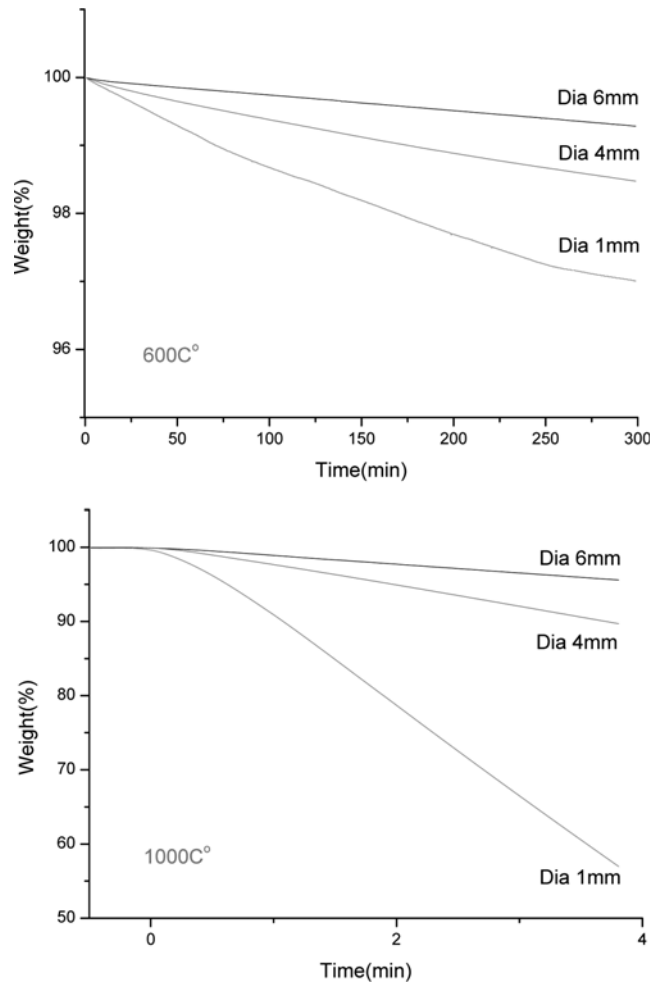 100
98
96
Weight(%)
Dia 6mm
Dia 4mm
Dia 1mm
600C°
0 50 100 150 200 250 300
Time(min)
100
90
80
70
60
50
Weight(%)
Dia 6mm
Dia 4mm
Dia 1mm
1000C°
0 2 4
Time(min)